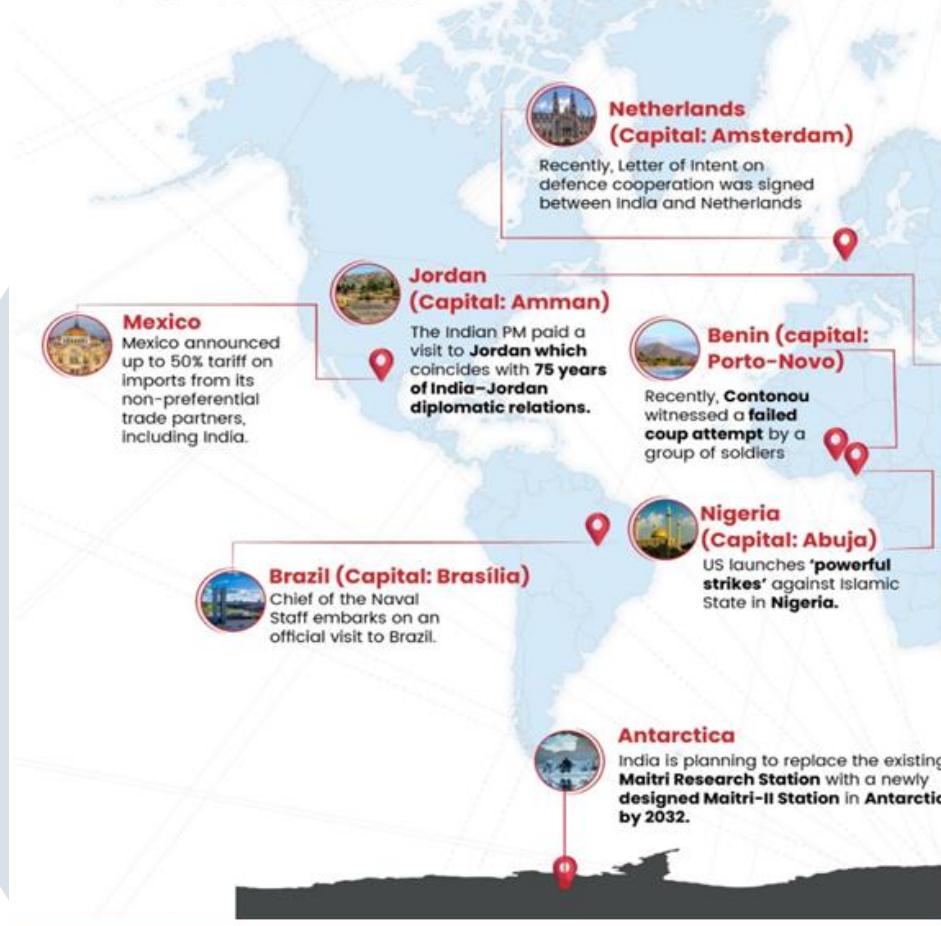 Netherlands
(Capital: Amsterdam)
Recently, Letter of Intent on
defence cooperation was signed
between India and Netherlands
Jordan
(Capital: Amman)
The Indian PM paid a
visit to Jordan which
coincides with 75 years
of India–Jordan
diplomatic relations.
Mexico
Mexico announced
up to 50% tariff on
imports from its
non-preferential
trade partners,
including India.
Benin (capital:
Porto-Novo)
Recently, Contonou
witnessed a failed
coup attempt by a
group of soldiers
Nigeria
(Capital: Abuja)
US launches ‘powerful
strikes’ against Islamic
State in Nigeria.
Brazil (Capital: Brasília)
Chief of the Naval
Staff embarks on an
official visit to Brazil.
Antarctica
India is planning to replace the existing
Maitri Research Station with a newly
designed Maitri-II Station in Antarctic
by 2032.